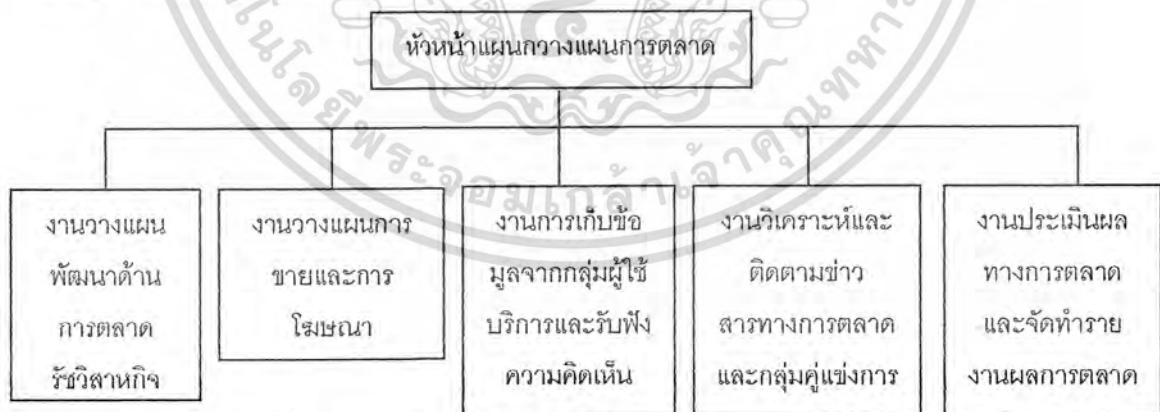 หัวหน้าแผนกวางแผนการตลาด
งานวางแผน
พัฒนาด้าน
การตลาด
รัชวิสาหกิจ
งานวางแผนการ
ขายและการ
โฆษณา
งานการเก็บข้อ
มูลจากกลุ่มผู้ใช้
บริการและรับฟัง
ความคิดเห็น
งานวิเคราะห์และ
ติดตามข่าว
สารทางการตลาด
และกลุ่มคู่แข่งการ
งานประเมินผล
ทางการตลาด
และจัดทำราย
งานผลการตลาด